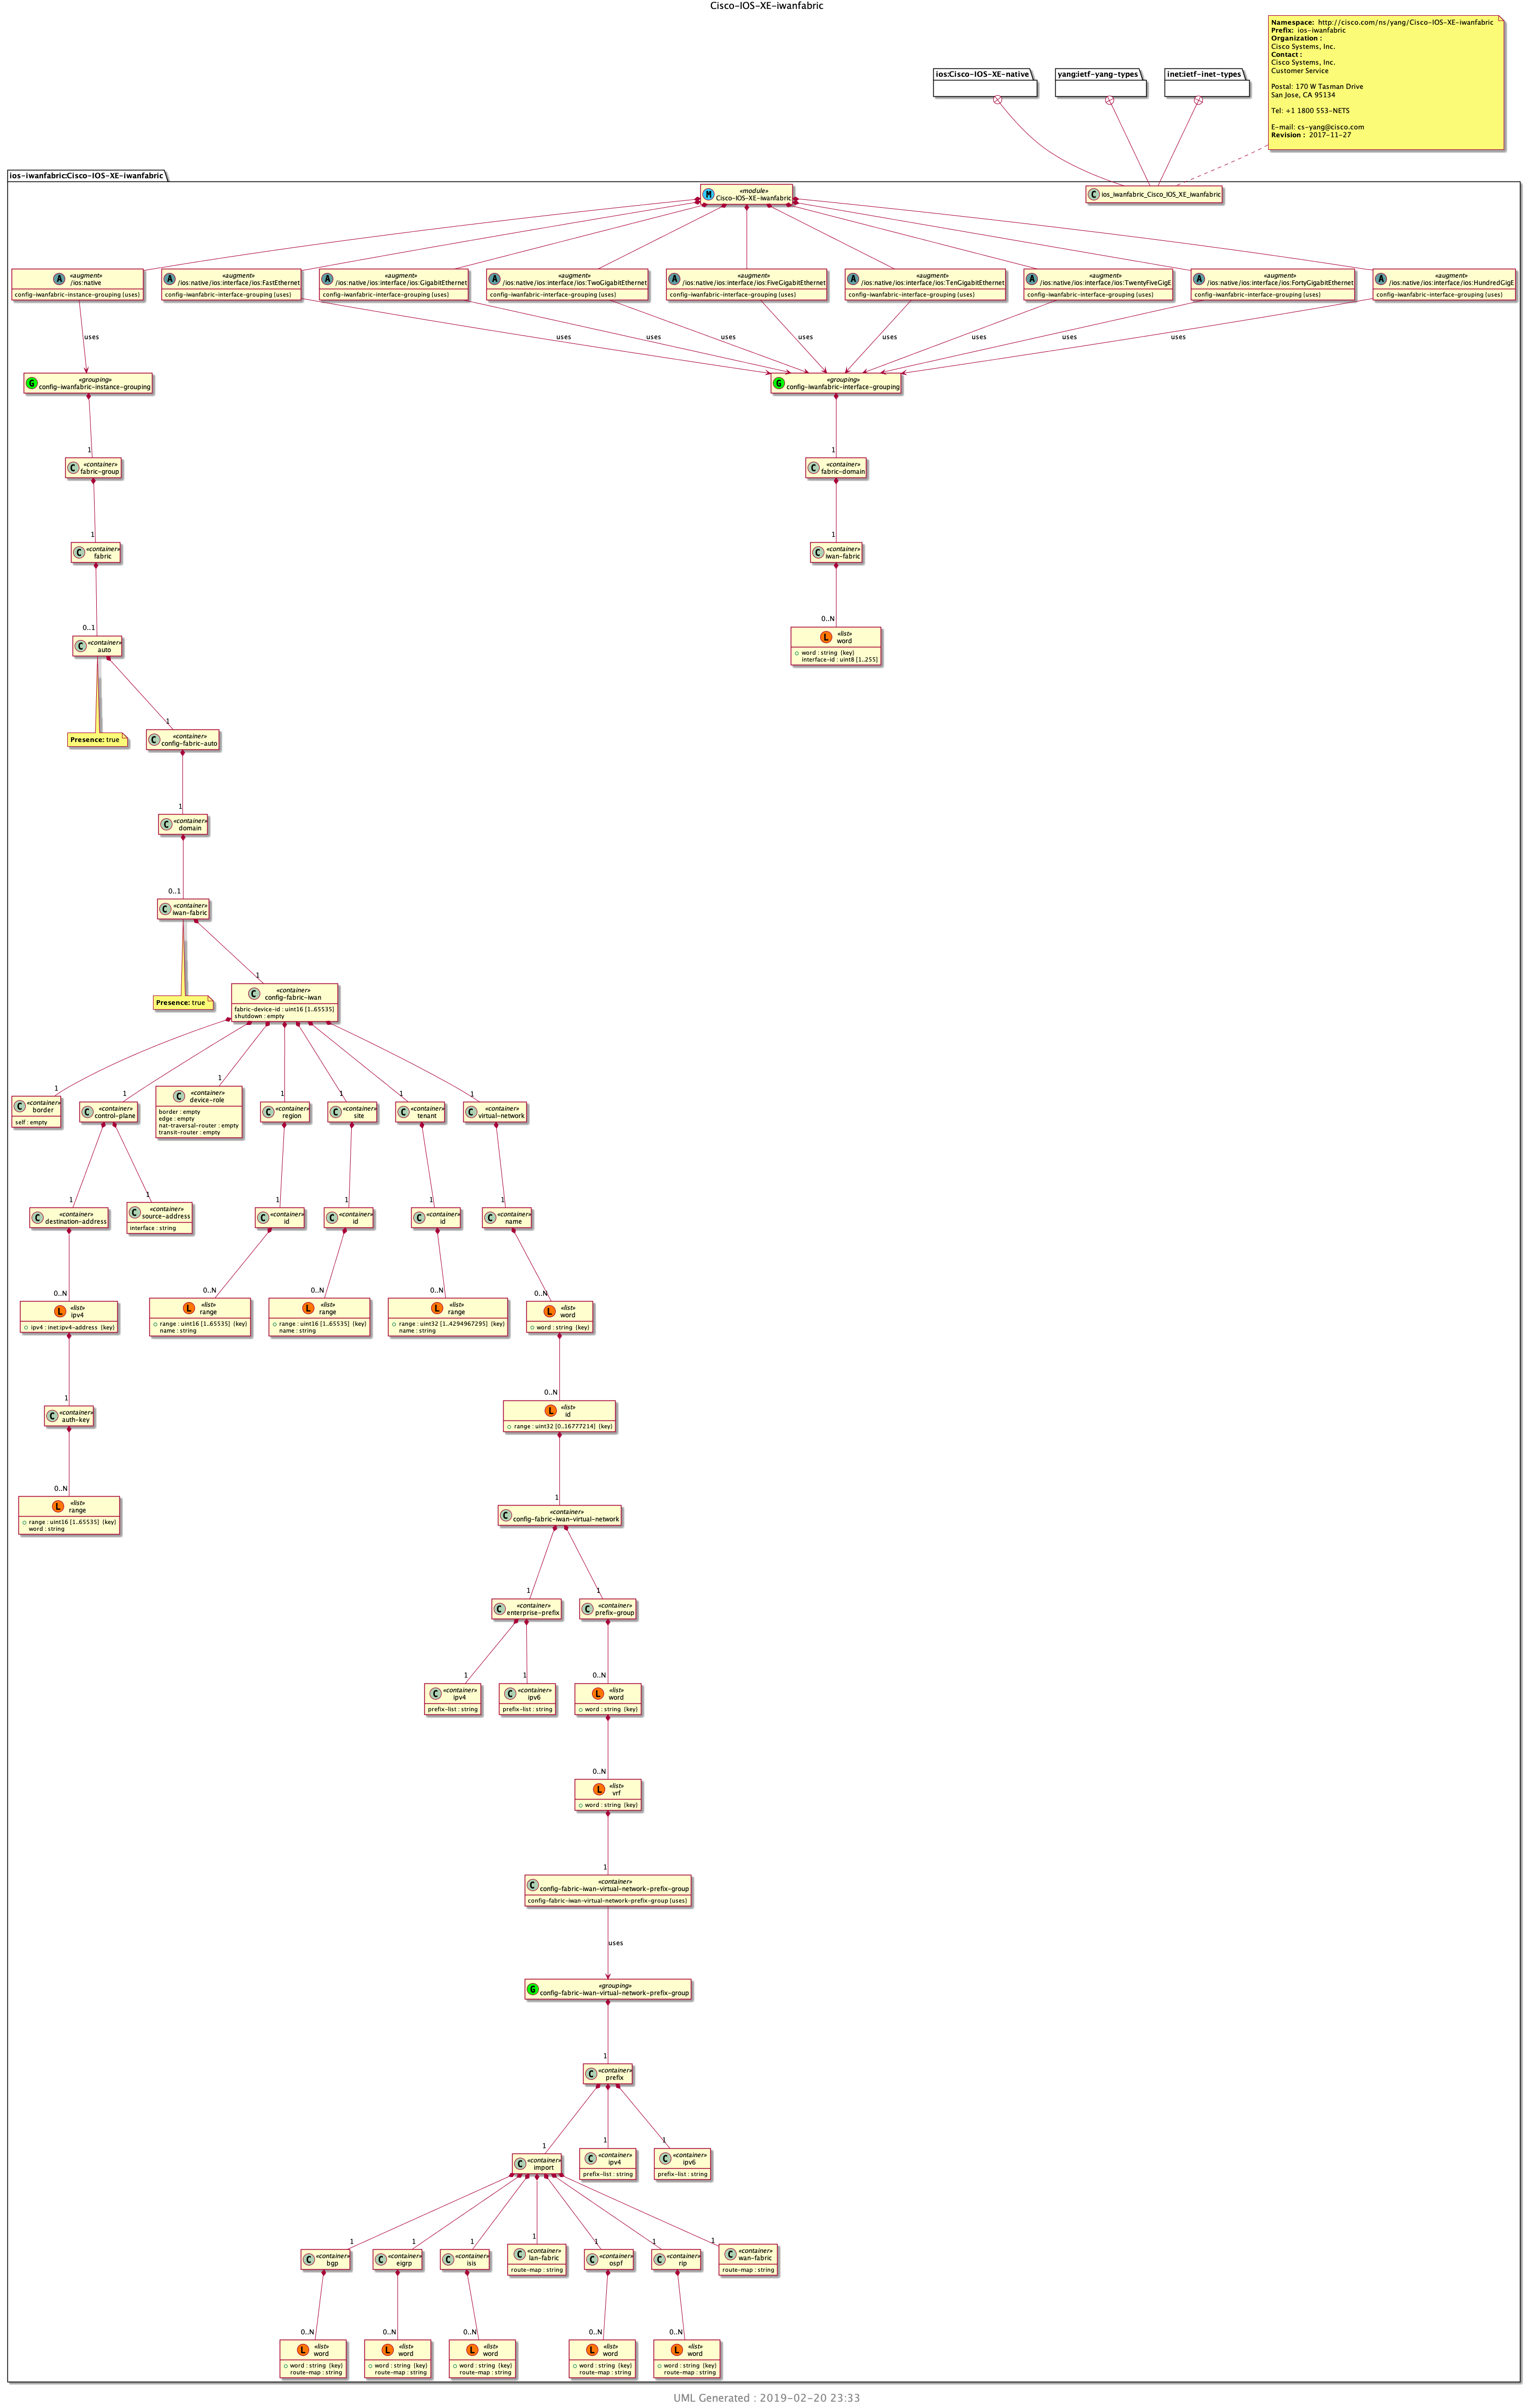 Cisco-IOS-XE-iwanfabric
Namespace: http://cisco.com/ns/yang/Cisco-IOS-XE-iwanfabric
Prefix: ios-iwanfabric
Organization :
Cisco Systems, Inc.
Contact :
Cisco Systems, Inc.
Customer Service
Postal: 170 W Tasman Drive
San Jose, CA 95134
Tel: +1 1800 553-NETS
E-mail: cs-yang@cisco.com
Revision : 2017-11-27
ios:Cisco-IOS-XE-native
yang:ietf-yang-types
inet:ietf-inet-types
ios-iwanfabric:Cisco-IOS-XE-iwanfabric
M
«module»
Cisco-IOS-XE-iwanfabric
C
ios_iwanfabric_Cisco_IOS_XE_iwanfabric
A
«augment»
/ios:native
config-iwanfabric-instance-grouping (uses)
A
«augment»
/ios:native/ios:interface/ios:FastEthernet
config-iwanfabric-interface-grouping (uses)
A
«augment»
/ios:native/ios:interface/ios:GigabitEthernet
config-iwanfabric-interface-grouping (uses)
A
«augment»
/ios:native/ios:interface/ios:TwoGigabitEthernet
config-iwanfabric-interface-grouping (uses)
A
«augment»
/ios:native/ios:interface/ios:FiveGigabitEthernet
config-iwanfabric-interface-grouping (uses)
A
«augment»
/ios:native/ios:interface/ios:TenGigabitEthernet
config-iwanfabric-interface-grouping (uses)
A
«augment»
/ios:native/ios:interface/ios:TwentyFiveGigE
config-iwanfabric-interface-grouping (uses)
A
«augment»
/ios:native/ios:interface/ios:FortyGigabitEthernet
config-iwanfabric-interface-grouping (uses)
A
«augment»
/ios:native/ios:interface/ios:HundredGigE
config-iwanfabric-interface-grouping (uses)
uses
uses
uses
uses
uses
uses
uses
uses
uses
G
«grouping»
config-iwanfabric-instance-grouping
G
«grouping»
config-iwanfabric-interface-grouping
1
1
C
«container»
fabric-group
C
«container»
fabric-domain
1
1
C
«container»
fabric
C
«container»
iwan-fabric
0..1
0..N
C
«container»
auto
L
«list»
word
word : string {key}
interface-id : uint8 [1..255]
Presence: true
1
C
«container»
config-fabric-auto
1
C
«container»
domain
0..1
C
«container»
iwan-fabric
Presence: true
1
C
«container»
config-fabric-iwan
fabric-device-id : uint16 [1..65535]
shutdown : empty
1
1
1
1
1
1
1
C
«container»
border
self : empty
C
«container»
control-plane
C
«container»
device-role
border : empty
edge : empty
nat-traversal-router : empty
transit-router : empty
C
«container»
region
C
«container»
site
C
«container»
tenant
C
«container»
virtual-network
1
1
1
1
1
1
C
«container»
destination-address
C
«container»
source-address
interface : string
C
«container»
id
C
«container»
id
C
«container»
id
C
«container»
name
0..N
0..N
0..N
0..N
0..N
L
«list»
ipv4
ipv4 : inet:ipv4-address {key}
L
«list»
range
range : uint16 [1..65535] {key}
name : string
L
«list»
range
range : uint16 [1..65535] {key}
name : string
L
«list»
range
range : uint32 [1..4294967295] {key}
name : string
L
«list»
word
word : string {key}
1
0..N
C
«container»
auth-key
L
«list»
id
range : uint32 [0..16777214] {key}
0..N
1
L
«list»
range
range : uint16 [1..65535] {key}
word : string
C
«container»
config-fabric-iwan-virtual-network
1
1
C
«container»
enterprise-prefix
C
«container»
prefix-group
1
1
0..N
C
«container»
ipv4
prefix-list : string
C
«container»
ipv6
prefix-list : string
L
«list»
word
word : string {key}
0..N
L
«list»
vrf
word : string {key}
1
C
«container»
config-fabric-iwan-virtual-network-prefix-group
config-fabric-iwan-virtual-network-prefix-group (uses)
uses
G
«grouping»
config-fabric-iwan-virtual-network-prefix-group
1
C
«container»
prefix
1
1
1
C
«container»
import
C
«container»
ipv4
prefix-list : string
C
«container»
ipv6
prefix-list : string
1
1
1
1
1
1
1
C
«container»
bgp
C
«container»
eigrp
C
«container»
isis
C
«container»
lan-fabric
route-map : string
C
«container»
ospf
C
«container»
rip
C
«container»
wan-fabric
route-map : string
0..N
0..N
0..N
0..N
0..N
L
«list»
word
word : string {key}
route-map : string
L
«list»
word
word : string {key}
route-map : string
L
«list»
word
word : string {key}
route-map : string
L
«list»
word
word : string {key}
route-map : string
L
«list»
word
word : string {key}
route-map : string
UML Generated : 2019-02-20 23:33